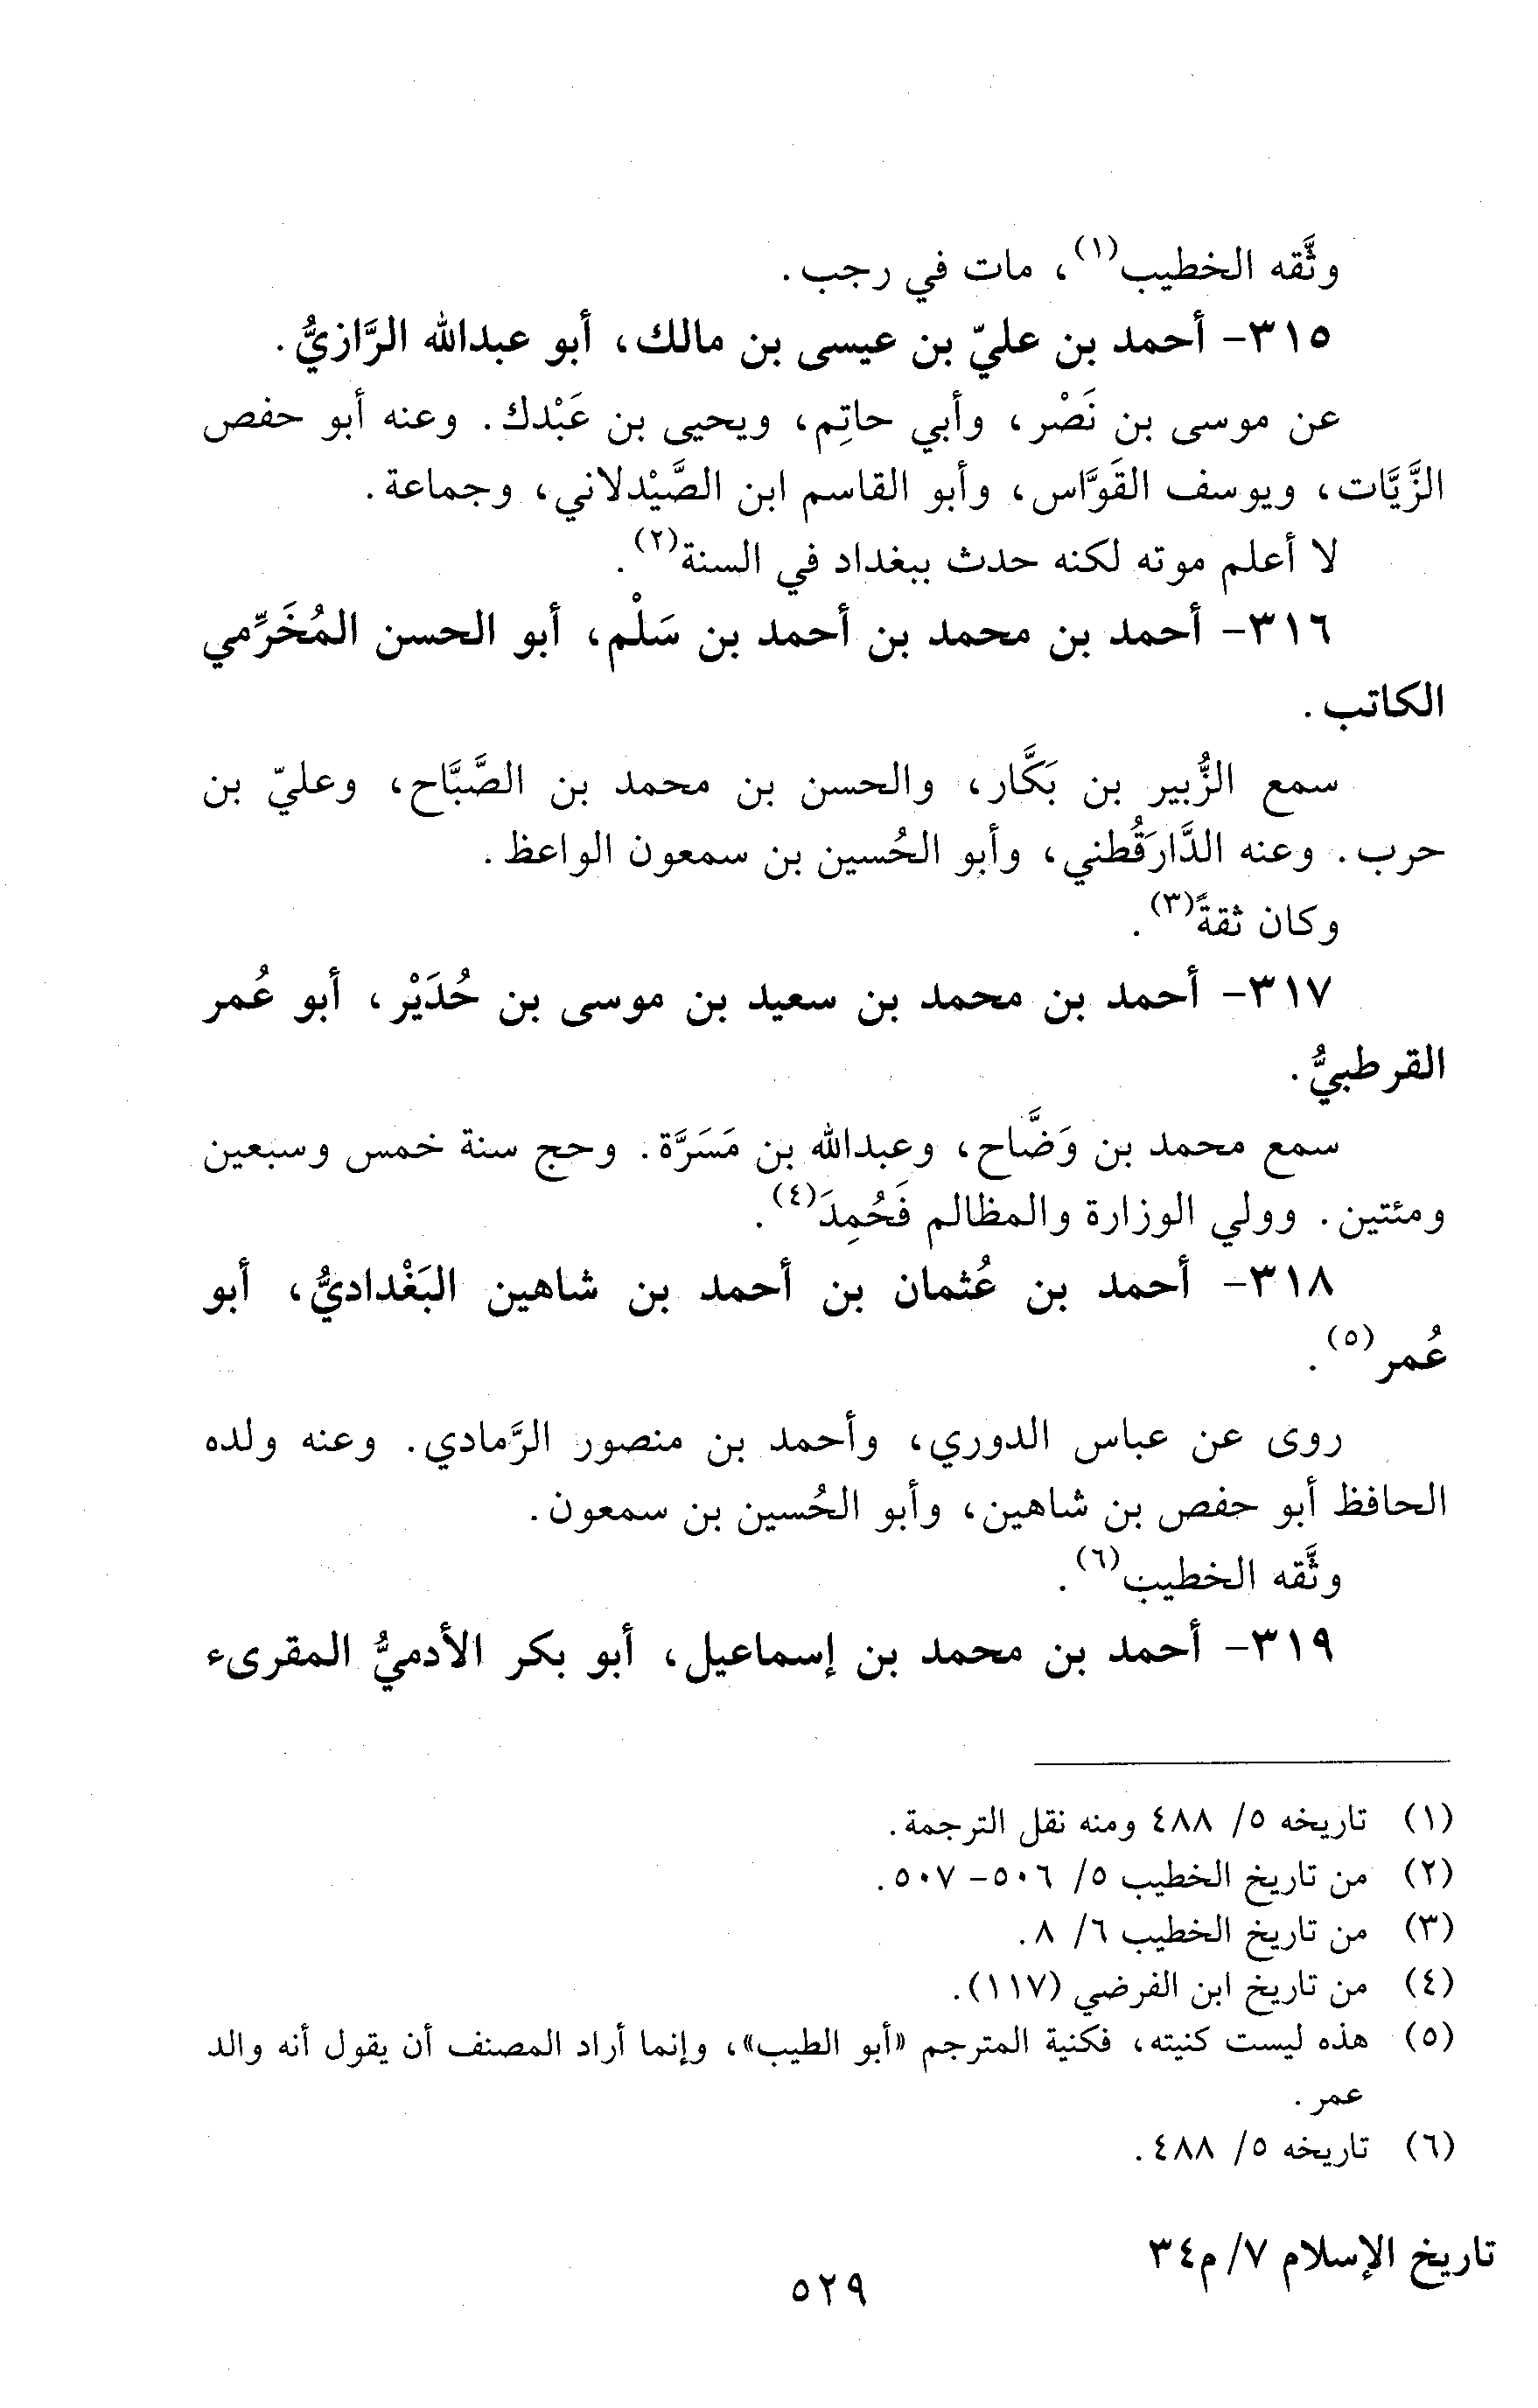 وثَّقه الخطيب(١)، مات في رجب.
٣١٥- أحمد بن عليّ بن عيسى بن مالك، أبو عبدالله الرَّازيُّ.
عن موسى بن نَصْر، وأبي حاتِم، ويحيى بن عَبْدك. وعنه أبو حفص
الزَّيَّات، ويوسف القَوَّاس، وأبو القاسم ابن الصَّيْدلاني، وجماعة.
لا أعلم موته لكنه حدث ببغداد في السنة(٢).
٣١٦- أحمد بن محمد بن أحمد بن سَلْم، أبو الحسن المُخَرِّمي
الكاتب.
سمع الزُّبير بن بَكَّار، والحسن بن محمد بن الصَّبَّاح، وعليّ بن
حرب. وعنه الدَّارَقُطني، وأبو الحُسين بن سمعون الواعظ.
وكان ثقةً(٣).
٣١٧- أحمد بن محمد بن سعيد بن موسى بن حُدَيْر، أبو عُمر
القرطبيُّ.
سمع محمد بن وَضَّاح، وعبدالله بن مَسَرَّة. وحج سنة خمس وسبعين
ومئتين. وولي الوزارة والمظالم فَحُمِدَ(٤).
٣١٨- أحمد بن عُثمان بن أحمد بن شاهين البَغْداديُّ، أبو
عُمر(٥).
روى عن عباس الدوري، وأحمد بن منصور الرَّمادي. وعنه ولده
الحافظ أبو حفص بن شاهين، وأبو الحُسين بن سمعون.
وثَّقه الخطيب(٦).
٣١٩- أحمد بن محمد بن إسماعيل، أبو بكر الأدميُّ المقرىء
(١) تاريخه ٥/ ٤٨٨ ومنه نقل الترجمة.
(٢) من تاريخ الخطيب ٥/ ٥٠٦- ٥٠٧.
(٣) من تاريخ الخطيب ٦/ ٨.
(٤) من تاريخ ابن الفرضي (١١٧).
(٥) هذه ليست كنيته، فكنية المترجم «أبو الطيب»، وإنما أراد المصنف أن يقول أنه والد
عمر.
(٦) تاريخه ٥/ ٤٨٨.
تاريخ الإسلام ٧/ م٣٤
٥٢٩